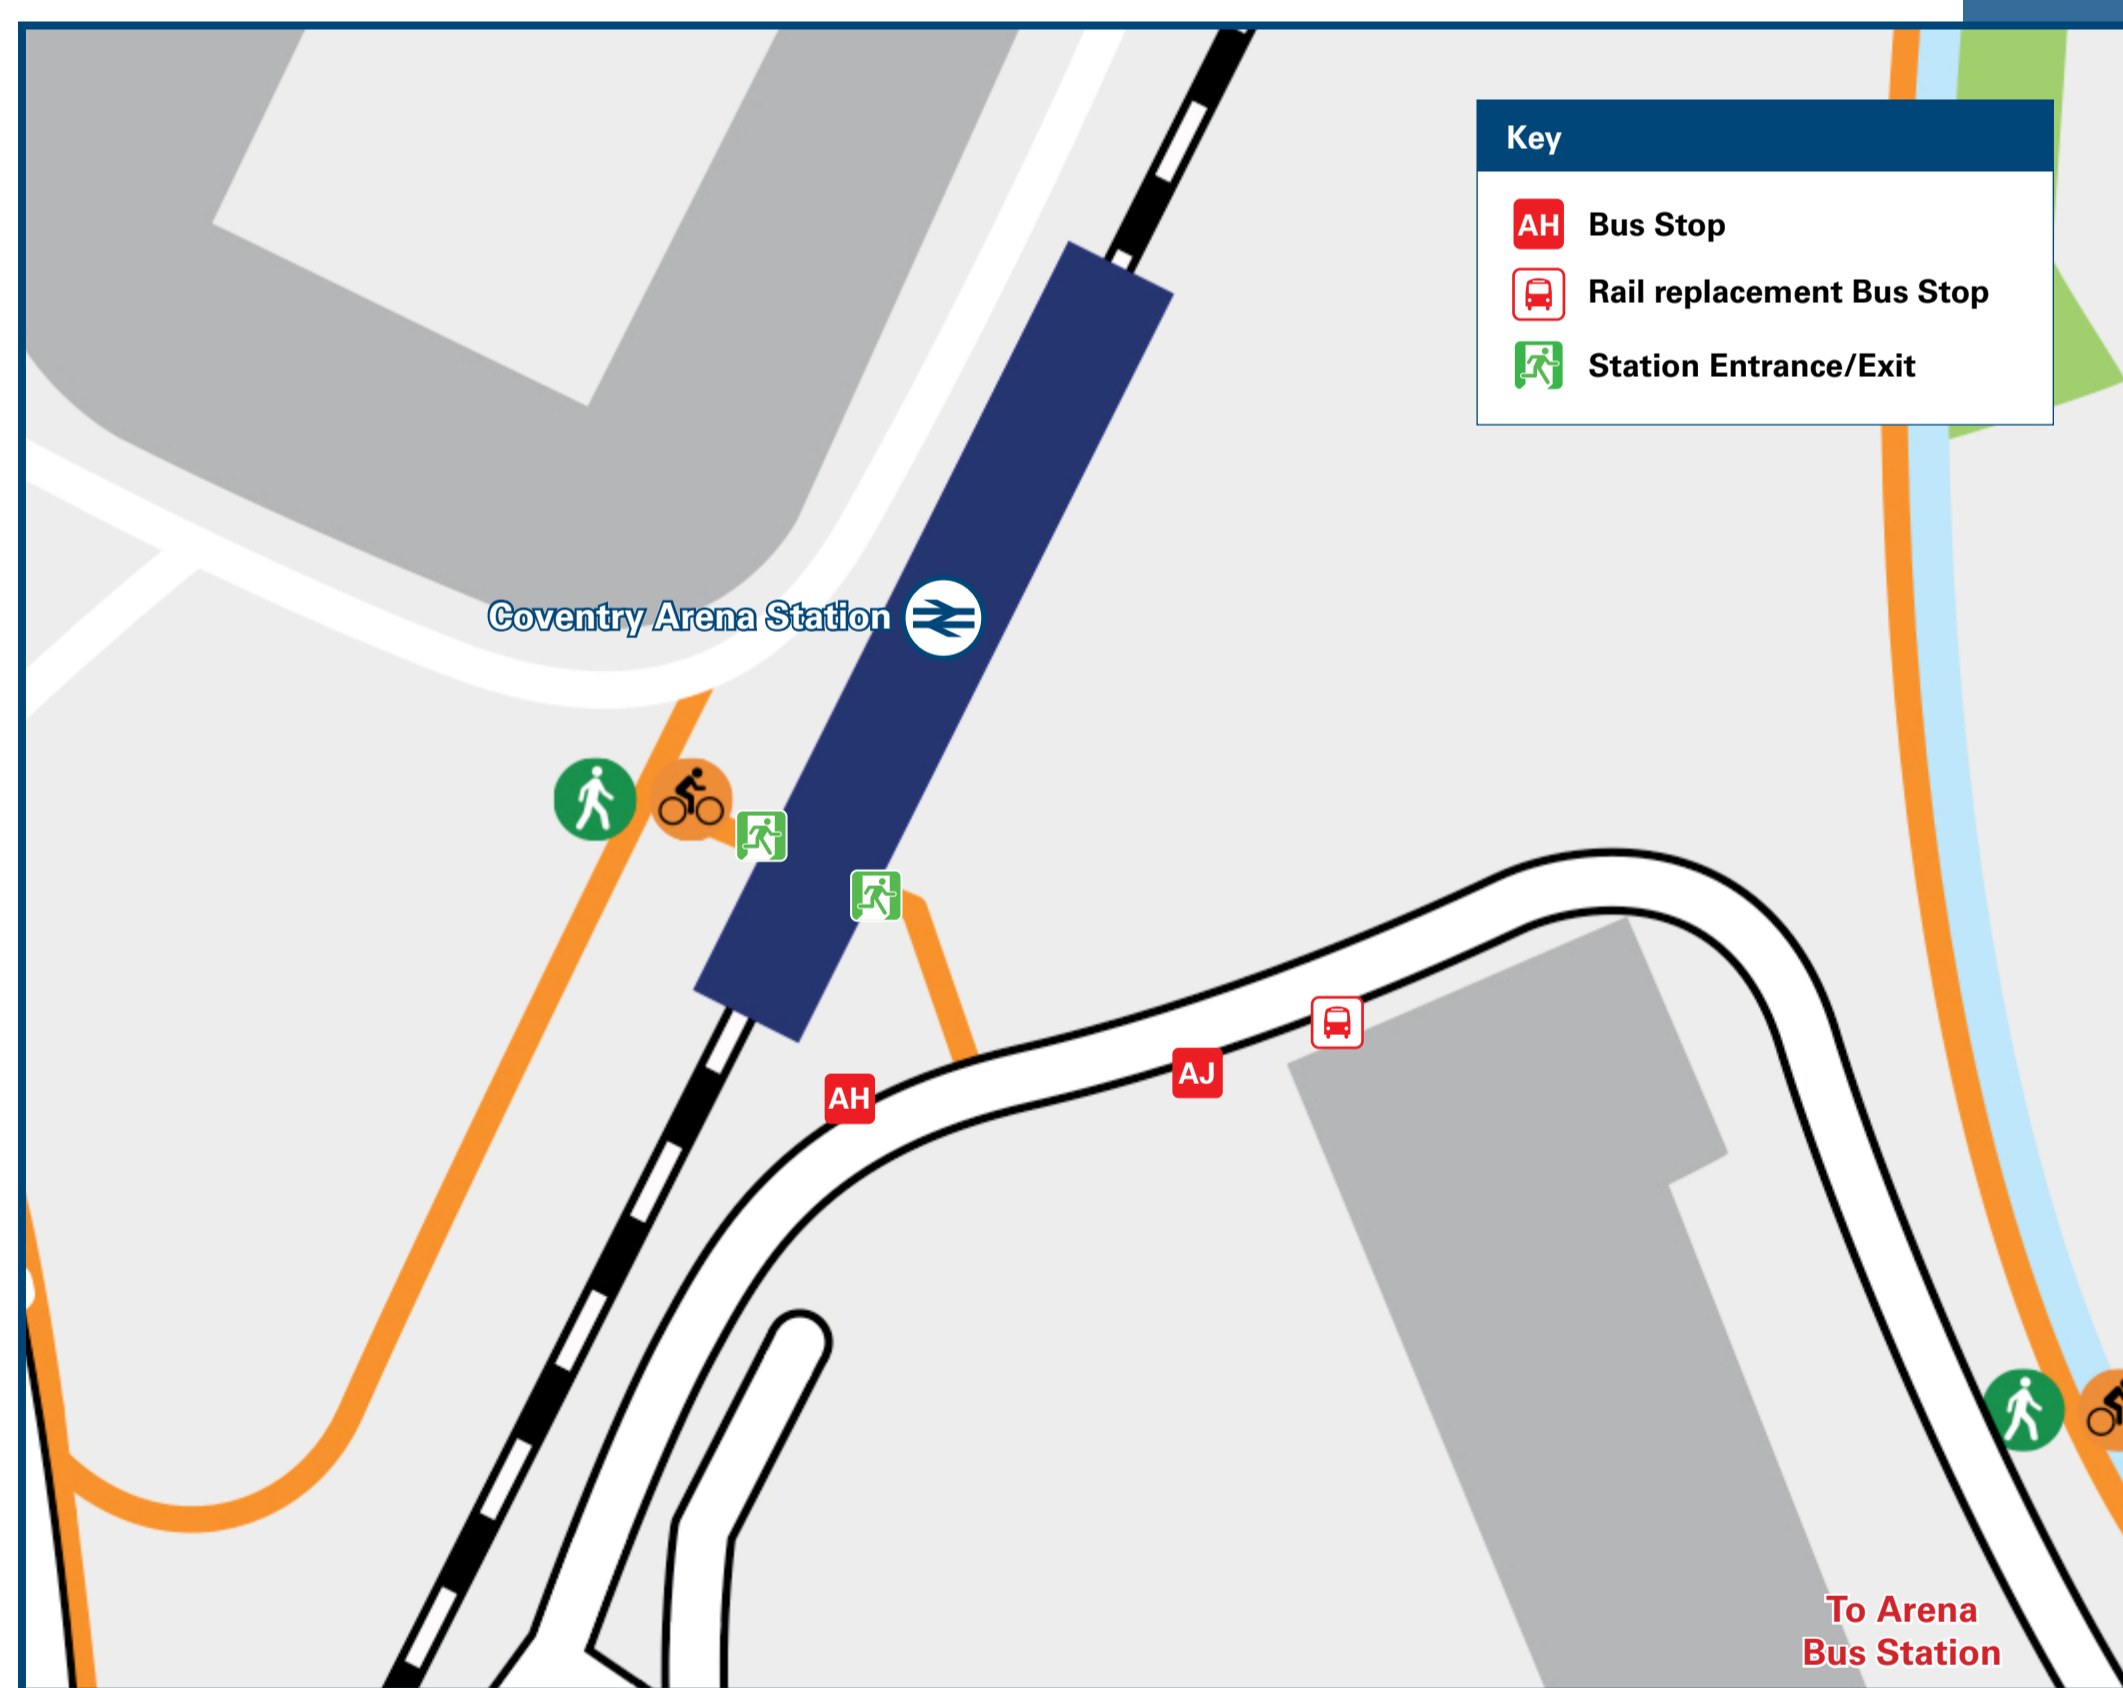 Key
AH Bus Stop
Rail replacement Bus Stop
Station Entrance/Exit
Coventry Arena Station
AH
AJ
To Arena
Bus Station